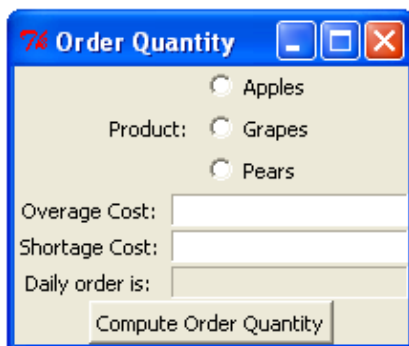 Order Quantity
Apples
Product: Grapes
Pears
Overage Cost:
Shortage Cost:
Daily order is:
Compute Order Quantity